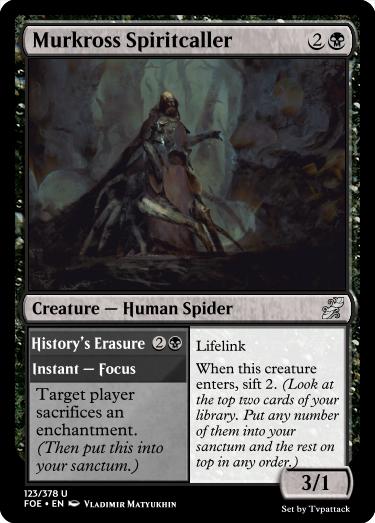 Murkross Spiritcaller 2
Creature — Human Spider
History's Erasure 2
Instant — Focus
Target player
sacrifices an
enchantment.
(Then put this into
your sanctum.)
Lifelink
When this creature
enters, sift 2. (Look at
the top two cards of your
library. Put any number
of them into your
sanctum and the rest on
top in any order.)
3/1
123/378 U
FOE • EN Vladimir Matyukhin
Set by Tvpattack